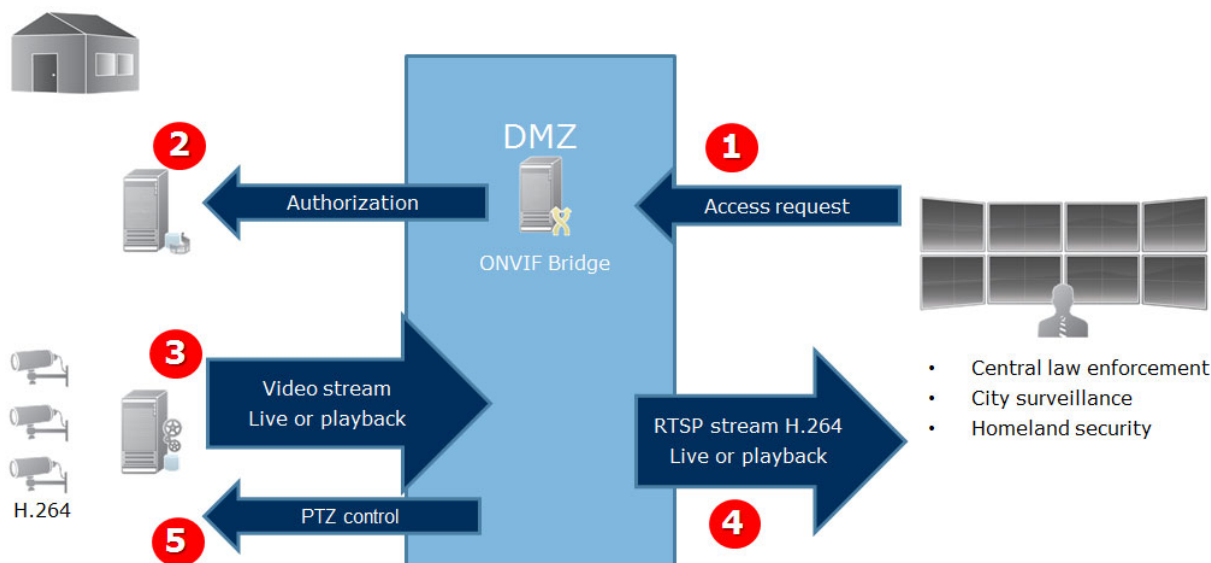 2
DMZ
1
Authorization
Access request
ONVIF Bridge
3
Video stream
Live or playback
RTSP stream H.264
Live or playback
• Central law enforcement
• City surveillance
• Homeland security
H.264
PTZ control
4
5